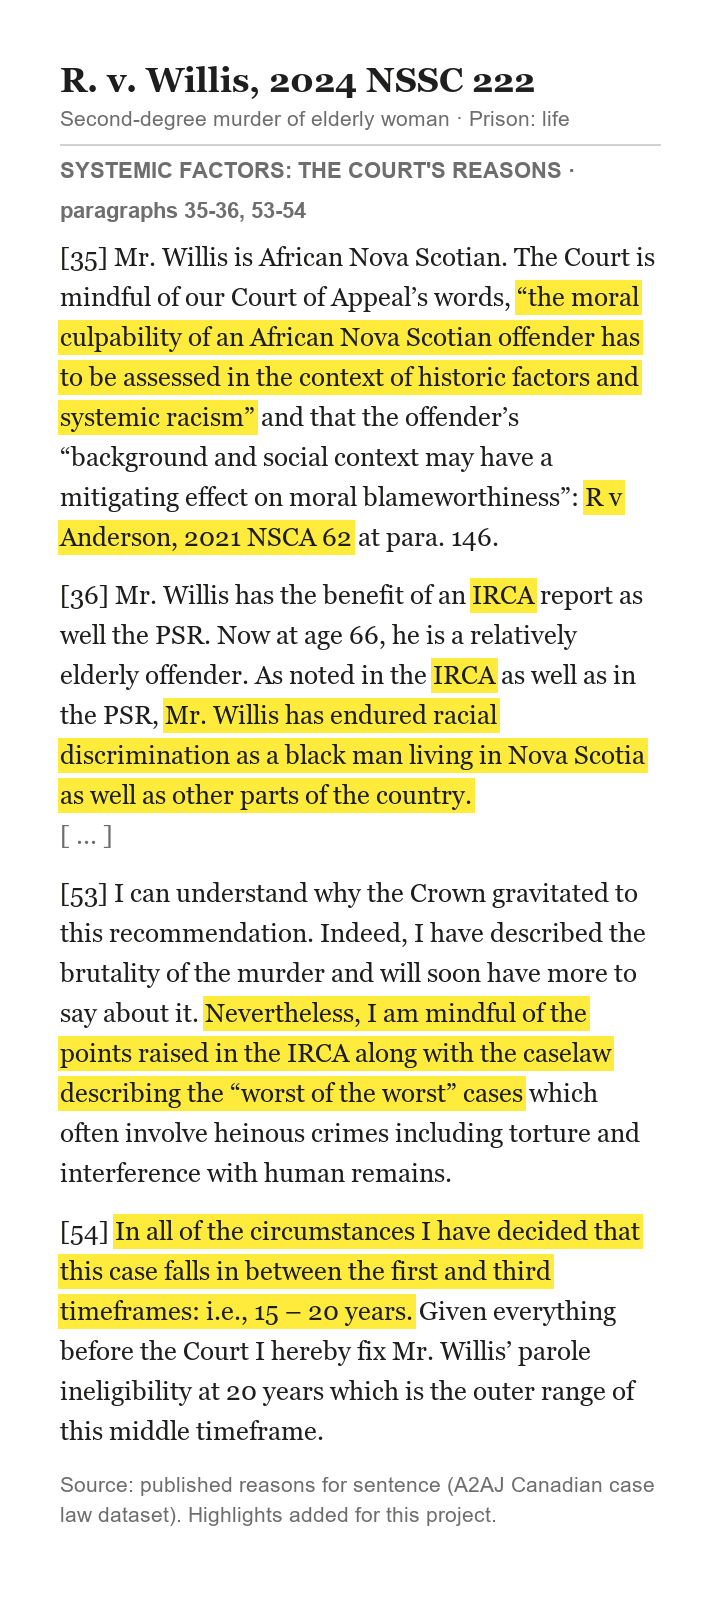 R. v. Willis, 2024 NSSC 222
Second-degree murder of elderly woman · Prison: life
SYSTEMIC FACTORS: THE COURT'S REASONS ·
paragraphs 35-36, 53-54
[35] Mr. Willis is African Nova Scotian. The Court is
mindful of our Court of Appeal’s words, “the moral
culpability of an African Nova Scotian offender has
to be assessed in the context of historic factors and
systemic racism” and that the offender’s
“background and social context may have a
mitigating effect on moral blameworthiness”: R v
Anderson, 2021 NSCA 62 at para. 146.
[36] Mr. Willis has the benefit of an IRCA report as
well the PSR. Now at age 66, he is a relatively
elderly offender. As noted in the IRCA as well as in
the PSR, Mr. Willis has endured racial
discrimination as a black man living in Nova Scotia
as well as other parts of the country.
[ ... ]
[53] I can understand why the Crown gravitated to
this recommendation. Indeed, I have described the
brutality of the murder and will soon have more to
say about it. Nevertheless, I am mindful of the
points raised in the IRCA along with the caselaw
describing the “worst of the worst” cases which
often involve heinous crimes including torture and
interference with human remains.
[54] In all of the circumstances I have decided that
this case falls in between the first and third
timeframes: i.e., 15 – 20 years. Given everything
before the Court I hereby fix Mr. Willis’ parole
ineligibility at 20 years which is the outer range of
this middle timeframe.
Source: published reasons for sentence (A2AJ Canadian case
law dataset). Highlights added for this project.